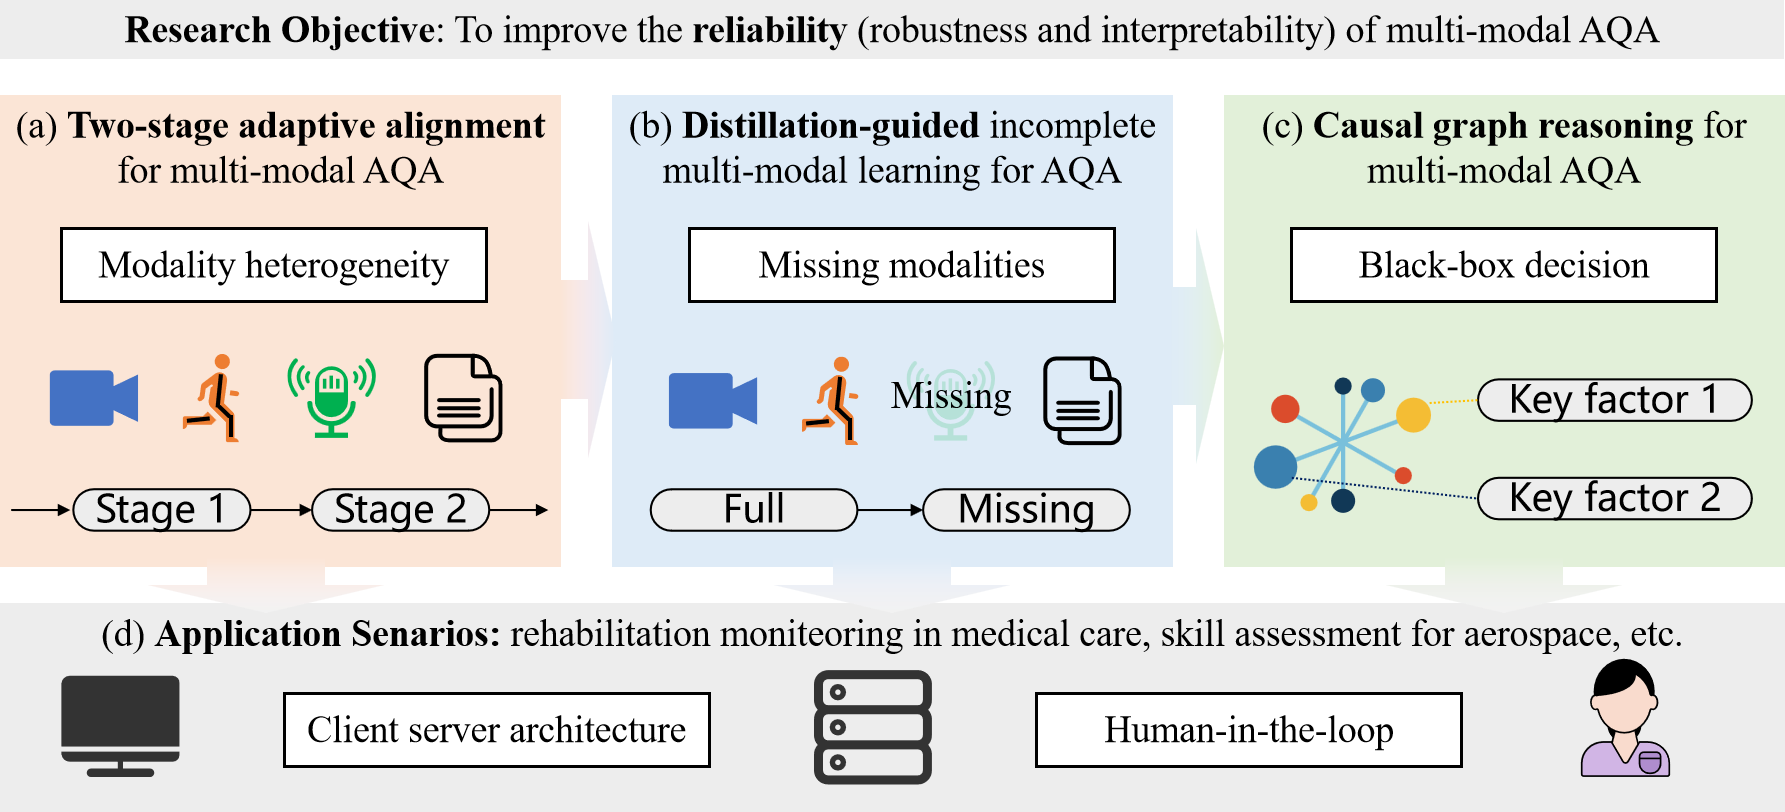 Research Objective: To improve the reliability (robustness and interpretability) of multi-modal AQA
(a) Two-stage adaptive alignment
for multi-modal AQA
Modality heterogeneity
Stage 1
Stage 2
(b) Distillation-guided incomplete
multi-modal learning for AQA
Missing modalities
Missing
Full
Missing
(c) Causal graph reasoning for
multi-modal AQA
Black-box decision
Key factor 1
Key factor 2
(d) Application Senarios: rehabilitation moniteoring in medical care, skill assessment for aerospace, etc.
Client server architecture
Human-in-the-loop